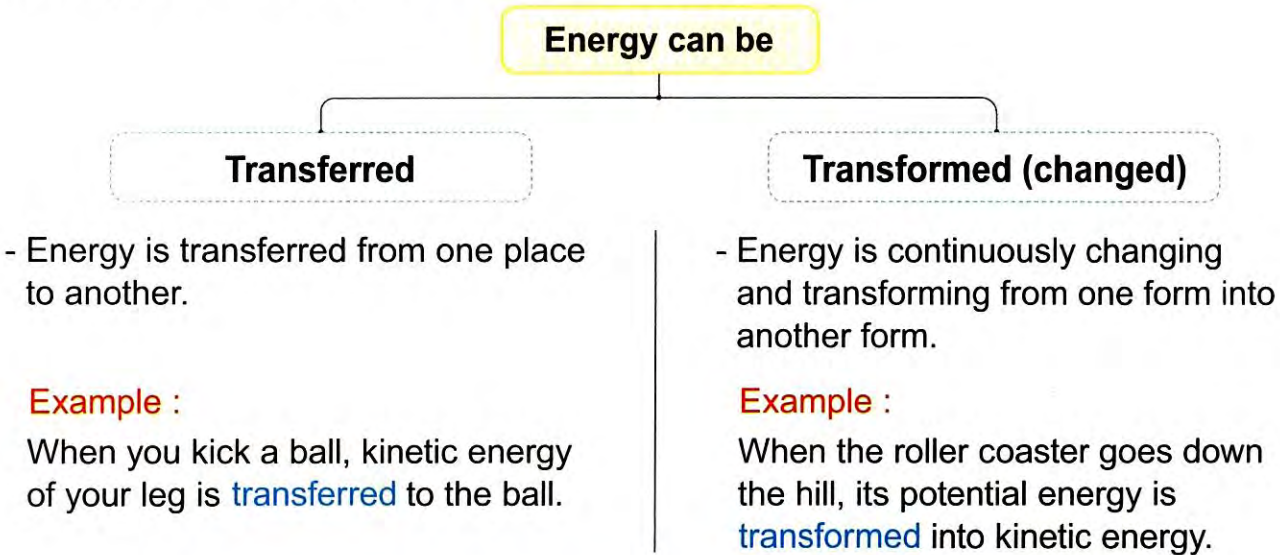 Energy can be
Transferred
Transformed (changed)
- Energy is transferred from one place
to another.
Example :
When you kick a ball, kinetic energy
of your leg is transferred to the ball.
- Energy is continuously changing
and transforming from one form into
another form.
Example :
When the roller coaster goes down
the hill, its potential energy is
transformed into kinetic energy.